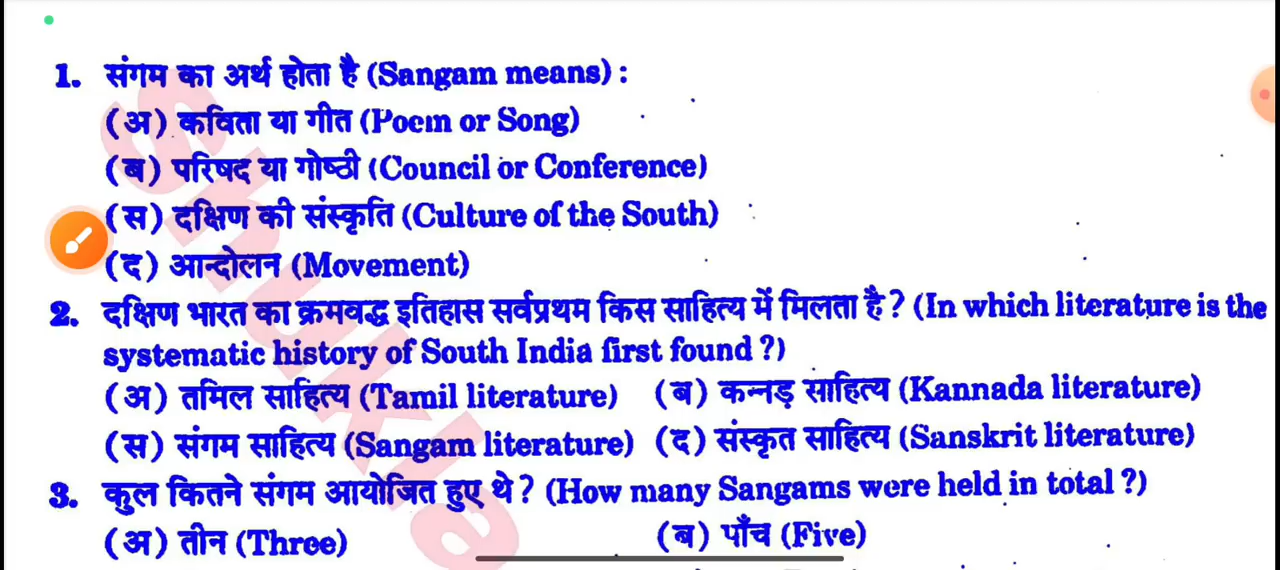 1. संगम का अर्थ होता है (Sangam means) :
(अ) कविता या गीत (Poem or Song)
(ब) परिषद या गोष्ठी (Council or Conference)
(स) दक्षिण की संस्कृति (Culture of the South)
(द) आन्दोलन (Movement)
2. दक्षिण भारत का क्रमवद्ध इतिहास सर्वप्रथम किस साहित्य में मिलता है ? (In which literature is the
systematic history of South India first found ?)
(अ) तमिल साहित्य (Tamil literature) (ब) कन्नड़ साहित्य (Kannada literature)
(स) संगम साहित्य (Sangam literature) (द) संस्कृत साहित्य (Sanskrit literature)
3. कुल कितने संगम आयोजित हुए थे ? (How many Sangams were held in total ?)
(अ) तीन (Three) (ब) पाँच (Five)
Shukla